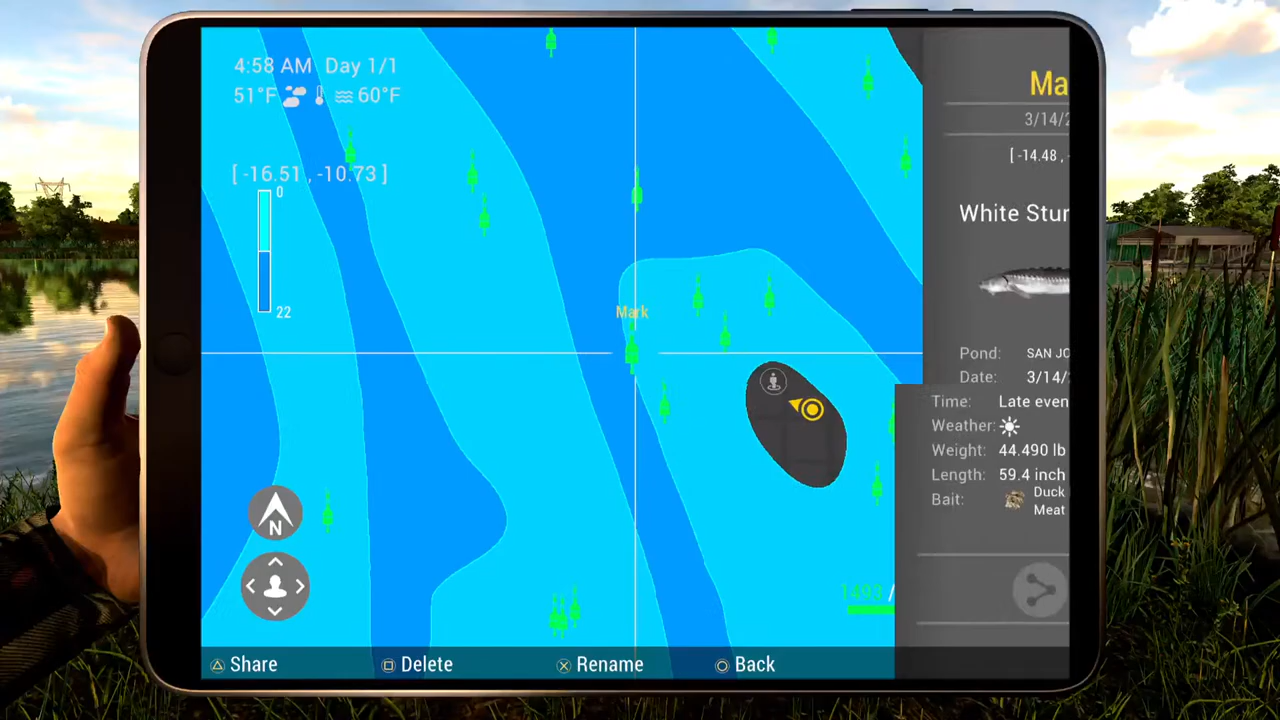 4:58 AM Day 1/1
51°F 60°F
[ -16.51 , -10.73 ]
0
22
Mark
N
1493 /
Ma
3/14/2
[ -14.48 , -
White Stur
Pond: SAN JO
Date: 3/14/
Time: Late even
Weather:
Weight: 44.490 lb
Length: 59.4 inch
Bait: Duck
Meat
Share Delete Rename Back